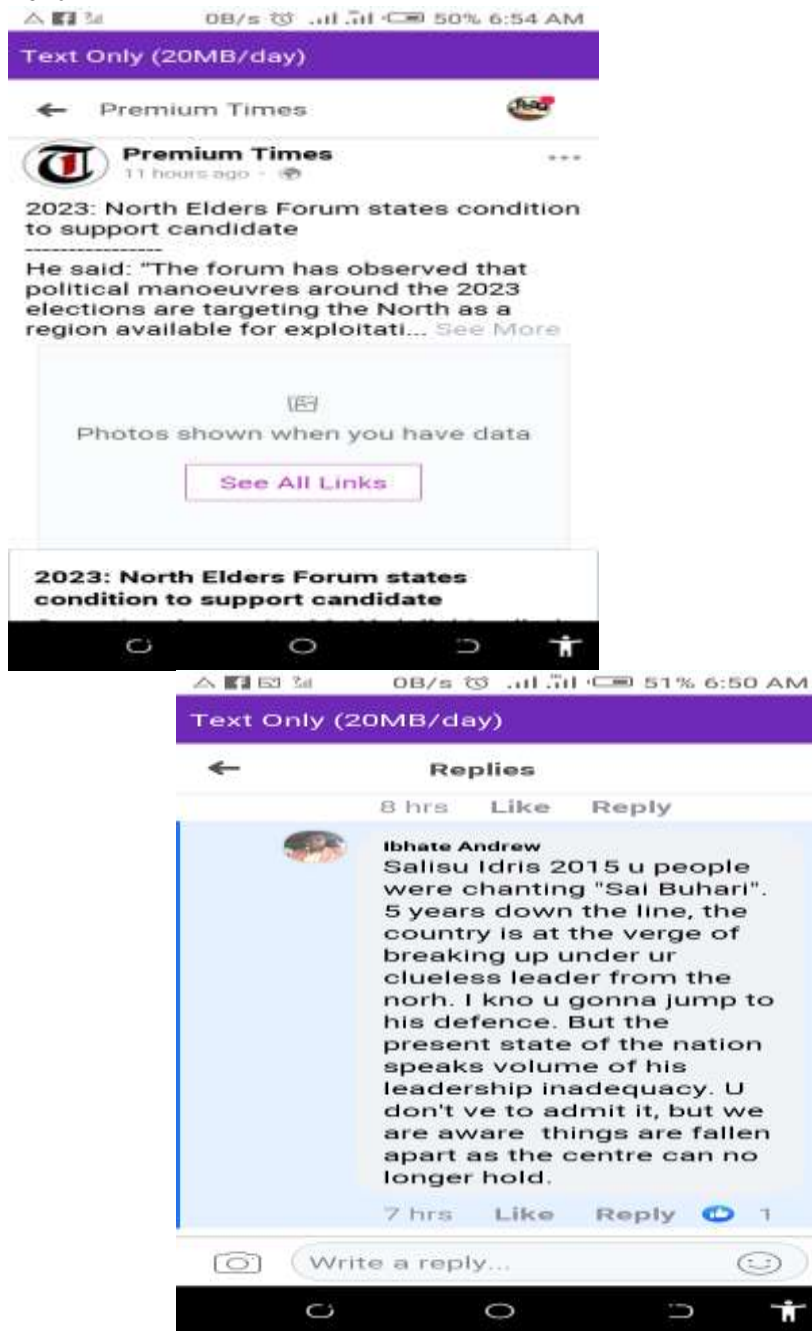 0B/s 50% 6:54 AM
Text Only (20MB/day)
Premium Times
Premium Times
11 hours ago
2023: North Elders Forum states condition
to support candidate
-----------------
He said: "The forum has observed that
political manoeuvres around the 2023
elections are targeting the North as a
region available for exploitati... See More
Photos shown when you have data
See All Links
2023: North Elders Forum states
condition to support candidate
0B/s 51% 6:50 AM
Text Only (20MB/day)
Replies
8 hrs Like Reply
Ibhate Andrew
Salisu Idris 2015 u people
were chanting "Sai Buhari".
5 years down the line, the
country is at the verge of
breaking up under ur
clueless leader from the
norh. I kno u gonna jump to
his defence. But the
present state of the nation
speaks volume of his
leadership inadequacy. U
don't ve to admit it, but we
are aware things are fallen
apart as the centre can no
longer hold.
7 hrs Like Reply 1
Write a reply...